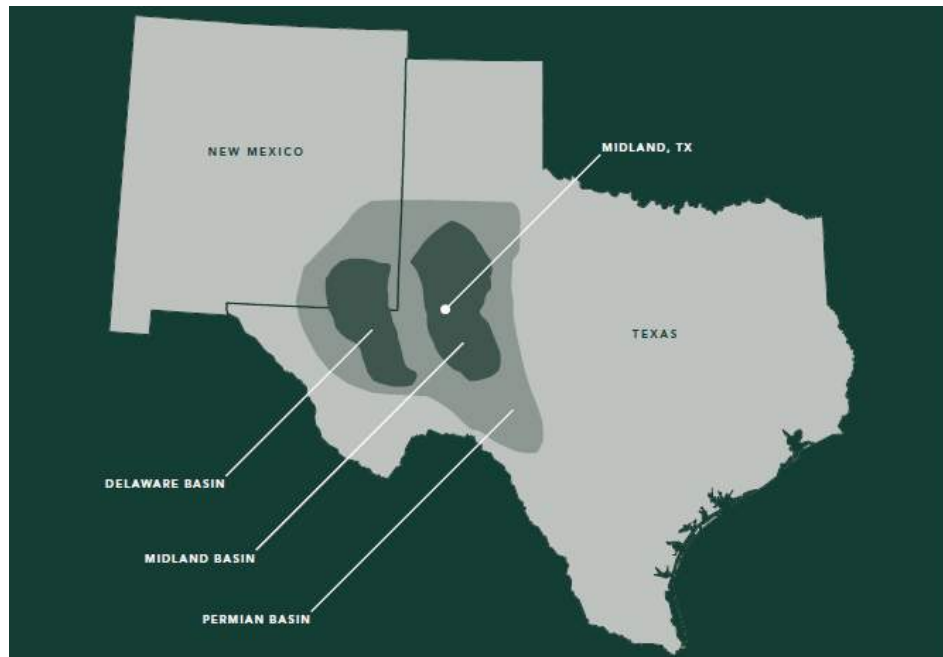 MIDLAND, TX
NEW MEXICO
TEXAS
DELAWARE BASIN
MIDLAND BASIN
PERMIAN BASIN